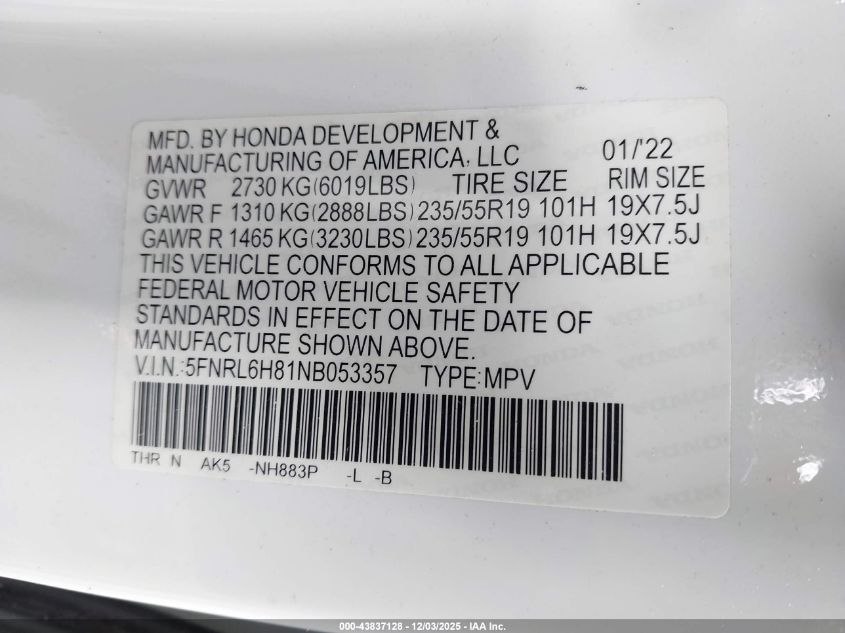 MFD. BY HONDA DEVELOPMENT &
MANUFACTURING OF AMERICA, LLC 01/'22
GVWR 2730 KG(6019LBS) TIRE SIZE RIM SIZE
GAWR F 1310 KG(2888LBS) 235/55R19 101H 19X7.5J
GAWR R 1465 KG(3230LBS) 235/55R19 101H 19X7.5J
THIS VEHICLE CONFORMS TO ALL APPLICABLE
FEDERAL MOTOR VEHICLE SAFETY
STANDARDS IN EFFECT ON THE DATE OF
MANUFACTURE SHOWN ABOVE.
V.I.N.:5FNRL6H81NB053357 TYPE:MPV
THR N AK5 -NH883P -L -B
000-43837128 - 12/03/2025 - IAA Inc.